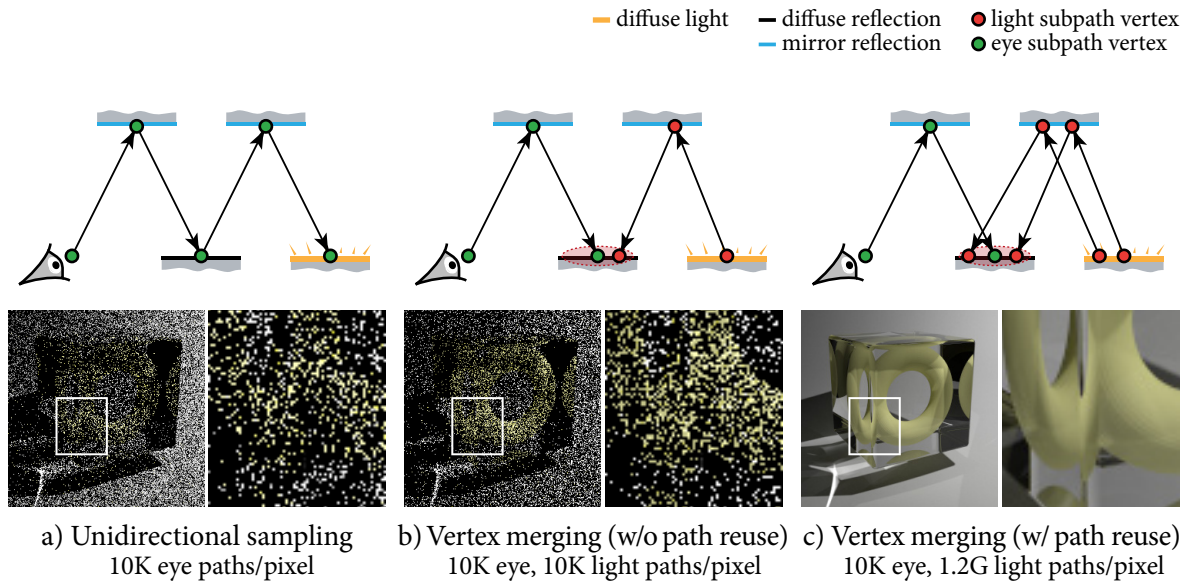 diffuse light
diffuse reflection
light subpath vertex
mirror reflection
eye subpath vertex
a) Unidirectional sampling
10K eye paths/pixel
b) Vertex merging (w/o path reuse)
10K eye, 10K light paths/pixel
c) Vertex merging (w/ path reuse)
10K eye, 1.2G light paths/pixel